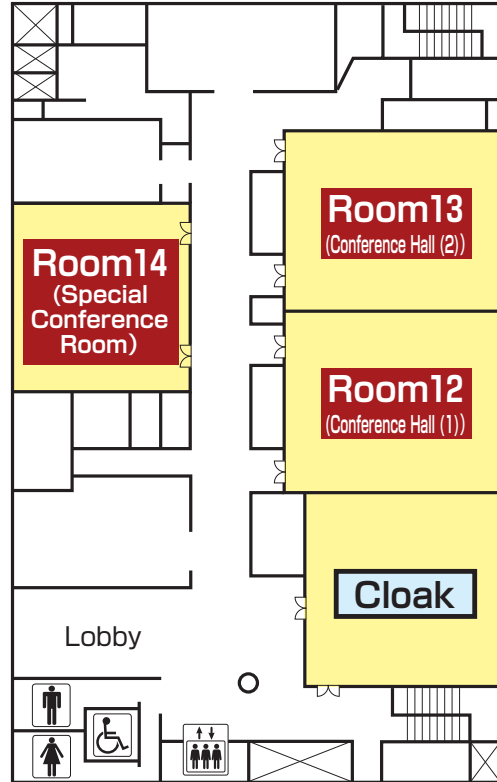 Room13
(Conference Hall (2))
Room14
(Special
Conference
Room)
Room12
(Conference Hall (1))
Cloak
Lobby